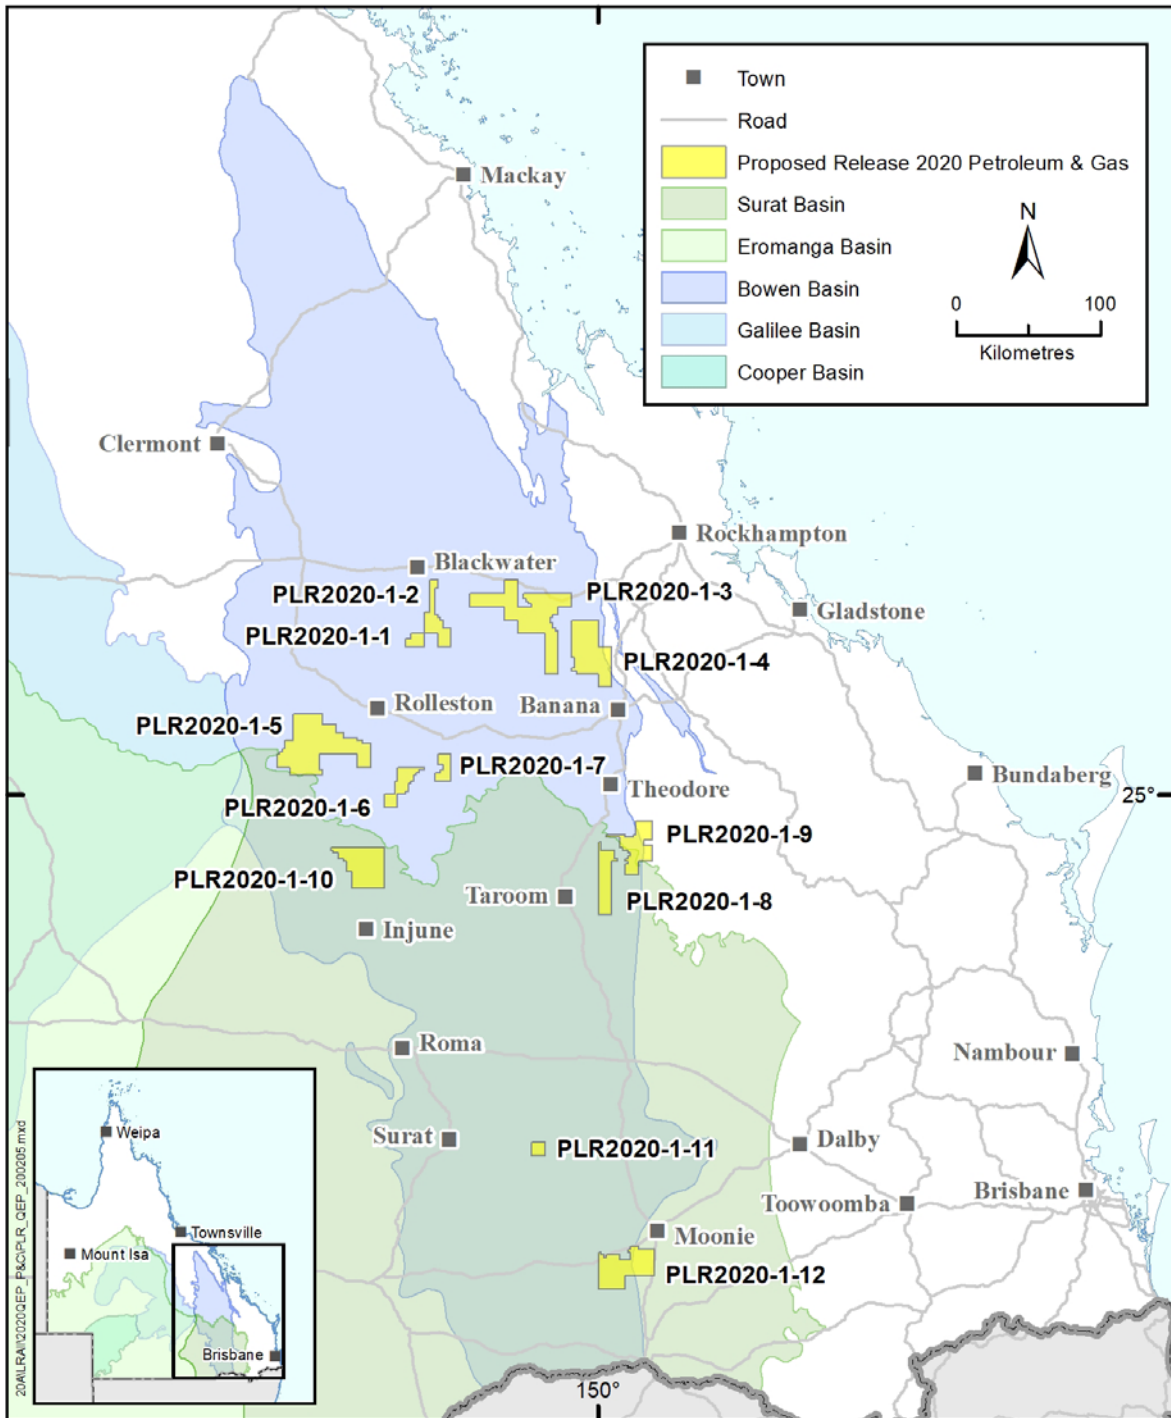 Town
Road
Proposed Release 2020 Petroleum & Gas
Surat Basin
Eromanga Basin
Bowen Basin
Galilee Basin
Cooper Basin
N
0 100
Kilometres
Mackay
Clermont
Rockhampton
Blackwater
PLR2020-1-2
PLR2020-1-3
Gladstone
PLR2020-1-1
PLR2020-1-4
Rolleston
Banana
PLR2020-1-5
PLR2020-1-7
Bundaberg
Theodore
25°
PLR2020-1-6
PLR2020-1-9
PLR2020-1-10
Taroom
PLR2020-1-8
Injune
Roma
Nambour
Surat
PLR2020-1-11
Dalby
Toowoomba
Brisbane
Moonie
PLR2020-1-12
150°
Weipa
Townsville
Mount Isa
Brisbane